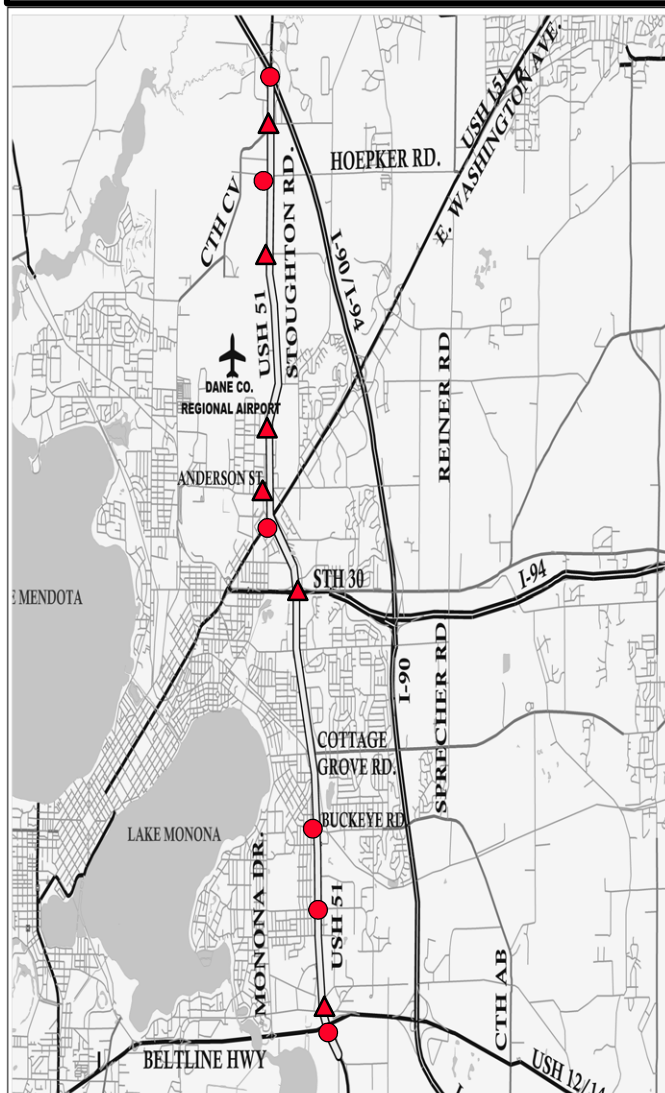 USH 151
E. WASHINGTON AVE.
HOEPKER RD.
CTH CV
STOUGHTON RD.
USH 51
I-90/I-94
DANE CO.
REGIONAL AIRPORT
REINER RD
ANDERSON ST.
STH 30
I-94
E MENDOTA
I-90
SPRECHER RD
COTTAGE
GROVE RD.
BUCKEYE RD
LAKE MONONA
MONONA DR.
USH 51
CTH AB
BELTLINE HWY
USH 12/1